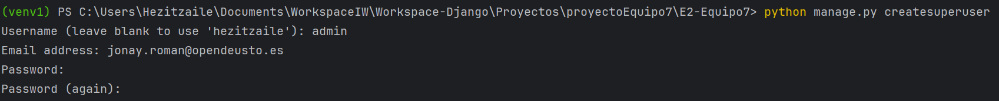 (venv1) PS C:\Users\Hezitzaile\Documents\WorkspaceIW\Workspace-Django\Proyectos\proyectoEquipo7\E2-Equipo7> python manage.py createsuperuser
Username (leave blank to use 'hezitzaile'): admin
Email address: jonay.roman@opendeusto.es
Password:
Password (again):